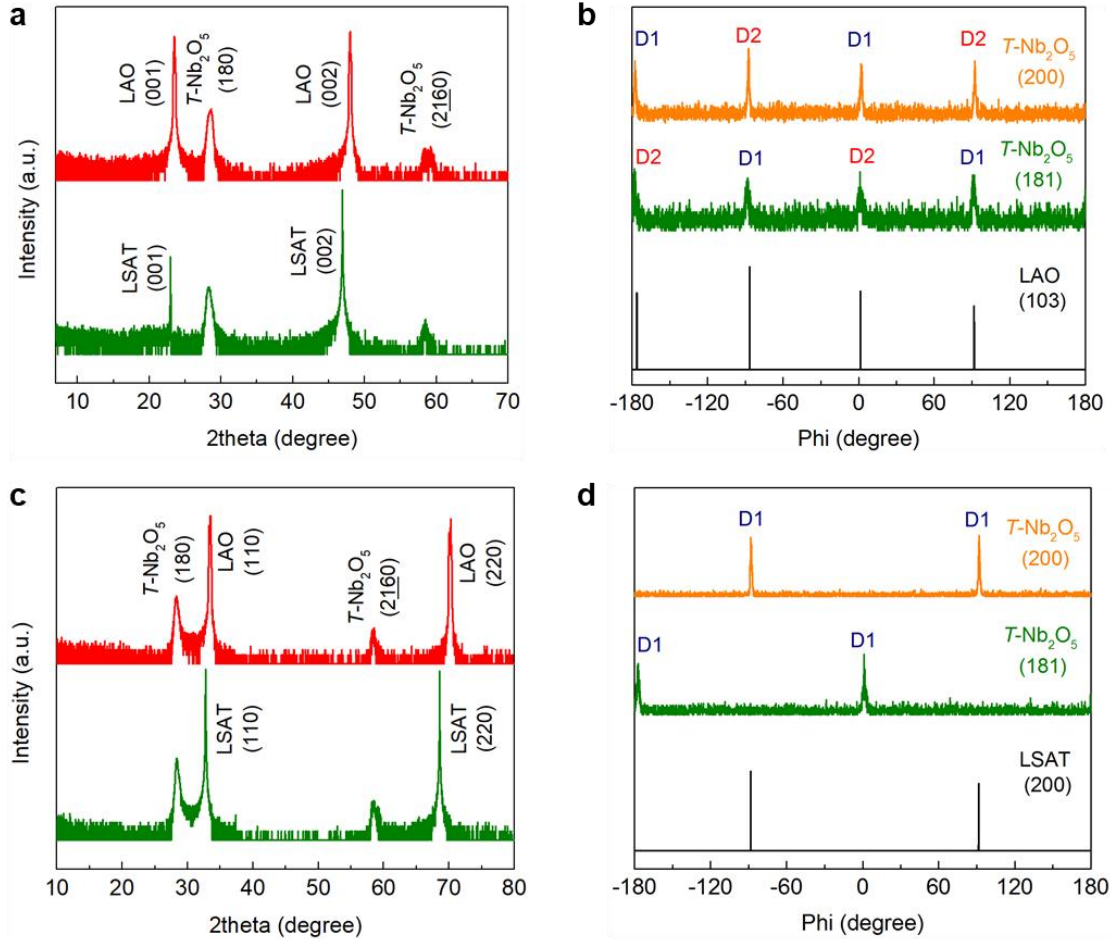 a
LAO
(001)
T-Nb₂O₅
(180)
LAO
(002)
T-Nb₂O₅
(2160)
LSAT
(001)
LSAT
(002)
Intensity (a.u.)
10 20 30 40 50 60 70
2theta (degree)
b
D1 D2 D1 D2
T-Nb₂O₅
(200)
D2 D1 D2 D1
T-Nb₂O₅
(181)
LAO
(103)
-180 -120 -60 0 60 120 180
Phi (degree)
c
T-Nb₂O₅
(180)
LAO
(110)
T-Nb₂O₅
(2160)
LAO
(220)
LSAT
(110)
LSAT
(220)
Intensity (a.u.)
10 20 30 40 50 60 70 80
2theta (degree)
d
D1 D1
T-Nb₂O₅
(200)
D1 D1
T-Nb₂O₅
(181)
LSAT
(200)
-180 -120 -60 0 60 120 180
Phi (degree)